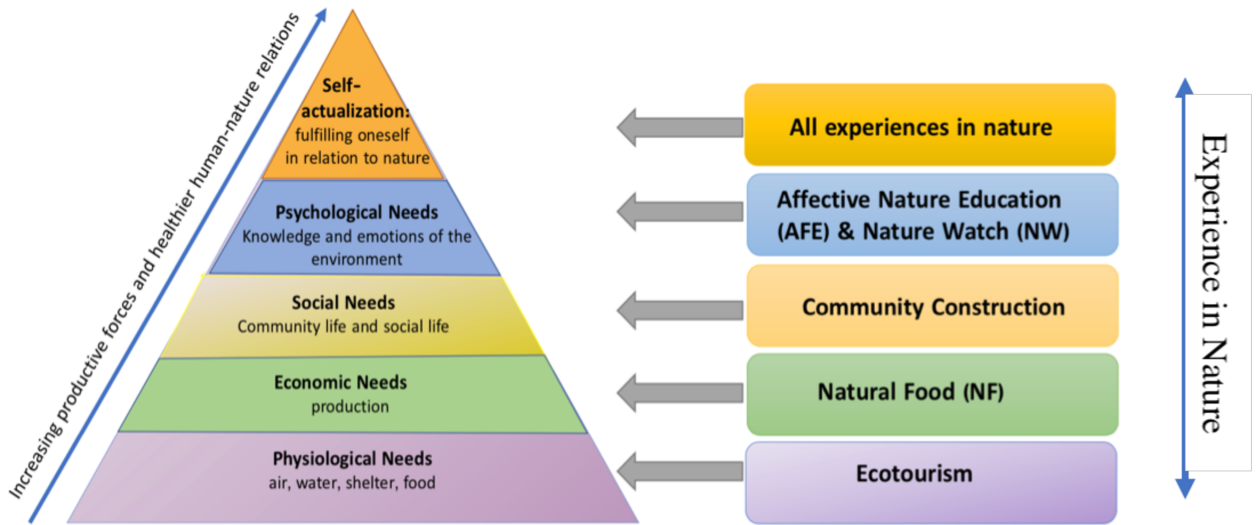 Increasing productive forces and healthier human-nature relations
Self-
actualization:
fulfilling oneself
in relation to nature
Psychological Needs
Knowledge and emotions of the
environment
Social Needs
Community life and social life
Economic Needs
production
Physiological Needs
air, water, shelter, food
All experiences in nature
Affective Nature Education
(AFE) & Nature Watch (NW)
Community Construction
Natural Food (NF)
Ecotourism
Experience in Nature